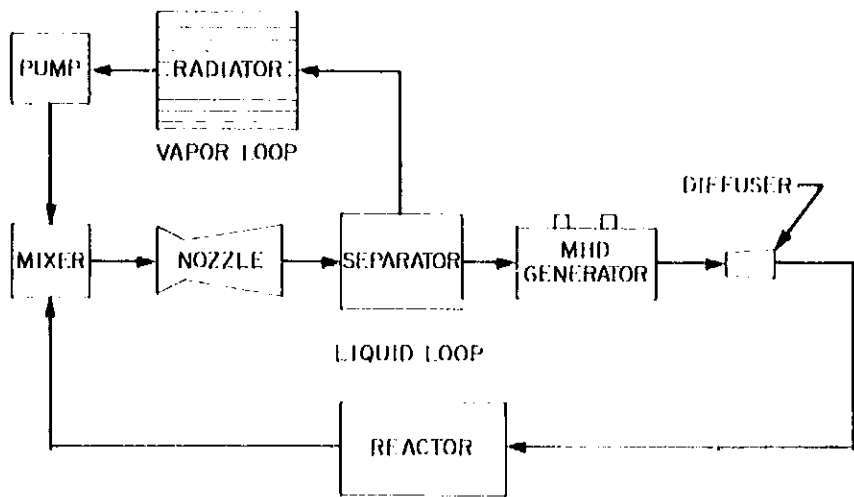 PUMP
RADIATOR
VAPOR LOOP
DIFFUSER
MIXER
NOZZLE
SEPARATOR
MHD
GENERATOR
LIQUID LOOP
REACTOR